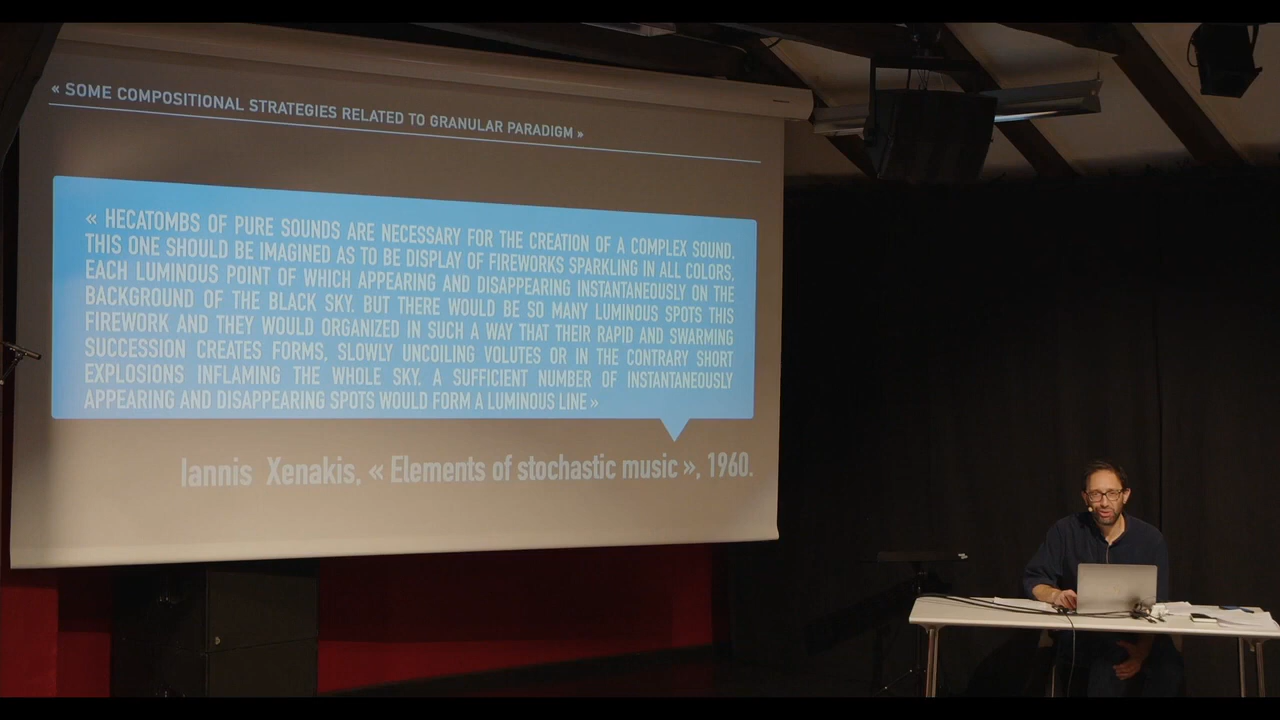 « SOME COMPOSITIONAL STRATEGIES RELATED TO GRANULAR PARADIGM »
« HECATOMBS OF PURE SOUNDS ARE NECESSARY FOR THE CREATION OF A COMPLEX SOUND.
THIS ONE SHOULD BE IMAGINED AS TO BE DISPLAY OF FIREWORKS SPARKLING IN ALL COLORS,
EACH LUMINOUS POINT OF WHICH APPEARING AND DISAPPEARING INSTANTANEOUSLY ON THE
BACKGROUND OF THE BLACK SKY. BUT THERE WOULD BE SO MANY LUMINOUS SPOTS THIS
FIREWORK AND THEY WOULD ORGANIZED IN SUCH A WAY THAT THEIR RAPID AND SWARMING
SUCCESSION CREATES FORMS, SLOWLY UNCOILING VOLUTES OR IN THE CONTRARY SHORT
EXPLOSIONS INFLAMING THE WHOLE SKY. A SUFFICIENT NUMBER OF INSTANTANEOUSLY
APPEARING AND DISAPPEARING SPOTS WOULD FORM A LUMINOUS LINE »
Iannis Xenakis, « Elements of stochastic music », 1960.